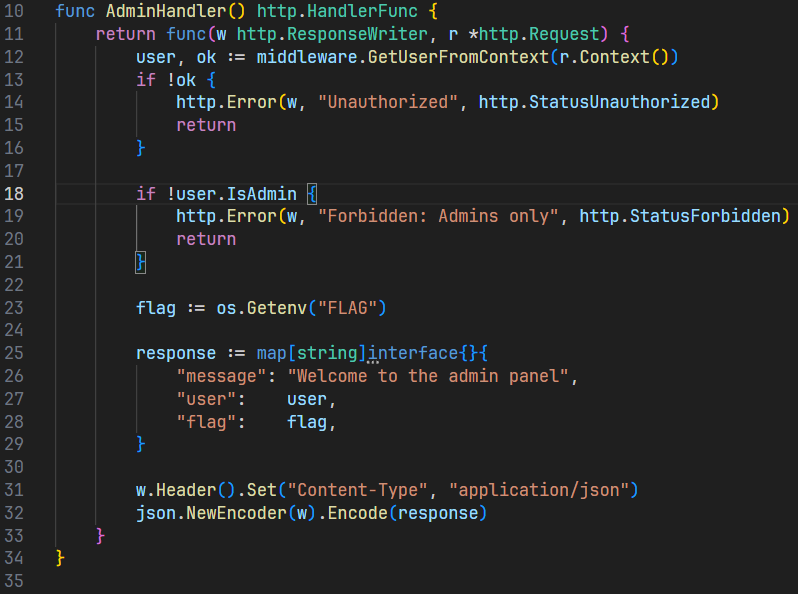 10 func AdminHandler() http.HandlerFunc {
11     return func(w http.ResponseWriter, r *http.Request) {
12         user, ok := middleware.GetUserFromContext(r.Context())
13         if !ok {
14             http.Error(w, "Unauthorized", http.StatusUnauthorized)
15             return
16         }
17
18         if !user.IsAdmin {
19             http.Error(w, "Forbidden: Admins only", http.StatusForbidden)
20             return
21         }
22
23         flag := os.Getenv("FLAG")
24
25         response := map[string]interface{}{
26             "message": "Welcome to the admin panel",
27             "user":    user,
28             "flag":    flag,
29         }
30
31         w.Header().Set("Content-Type", "application/json")
32         json.NewEncoder(w).Encode(response)
33     }
34 }
35